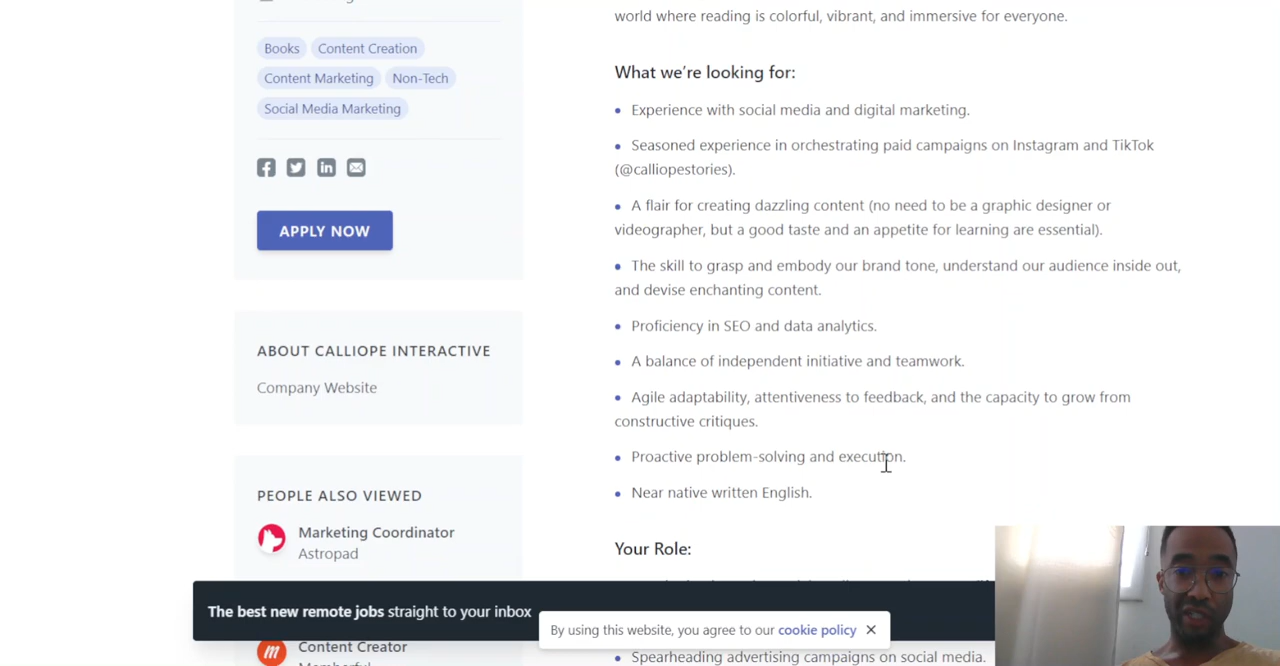 world where reading is colorful, vibrant, and immersive for everyone.
Books
Content Creation
Content Marketing
Non-Tech
Social Media Marketing
APPLY NOW
ABOUT CALLIOPE INTERACTIVE
Company Website
PEOPLE ALSO VIEWED
Marketing Coordinator
Astropad
Content Creator
What we're looking for:
• Experience with social media and digital marketing.
• Seasoned experience in orchestrating paid campaigns on Instagram and TikTok
(@calliopestories).
• A flair for creating dazzling content (no need to be a graphic designer or
videographer, but a good taste and an appetite for learning are essential).
• The skill to grasp and embody our brand tone, understand our audience inside out,
and devise enchanting content.
• Proficiency in SEO and data analytics.
• A balance of independent initiative and teamwork.
• Agile adaptability, attentiveness to feedback, and the capacity to grow from
constructive critiques.
• Proactive problem-solving and execution.
• Near native written English.
Your Role:
• Spearheading advertising campaigns on social media.
The best new remote jobs straight to your inbox
By using this website, you agree to our cookie policy